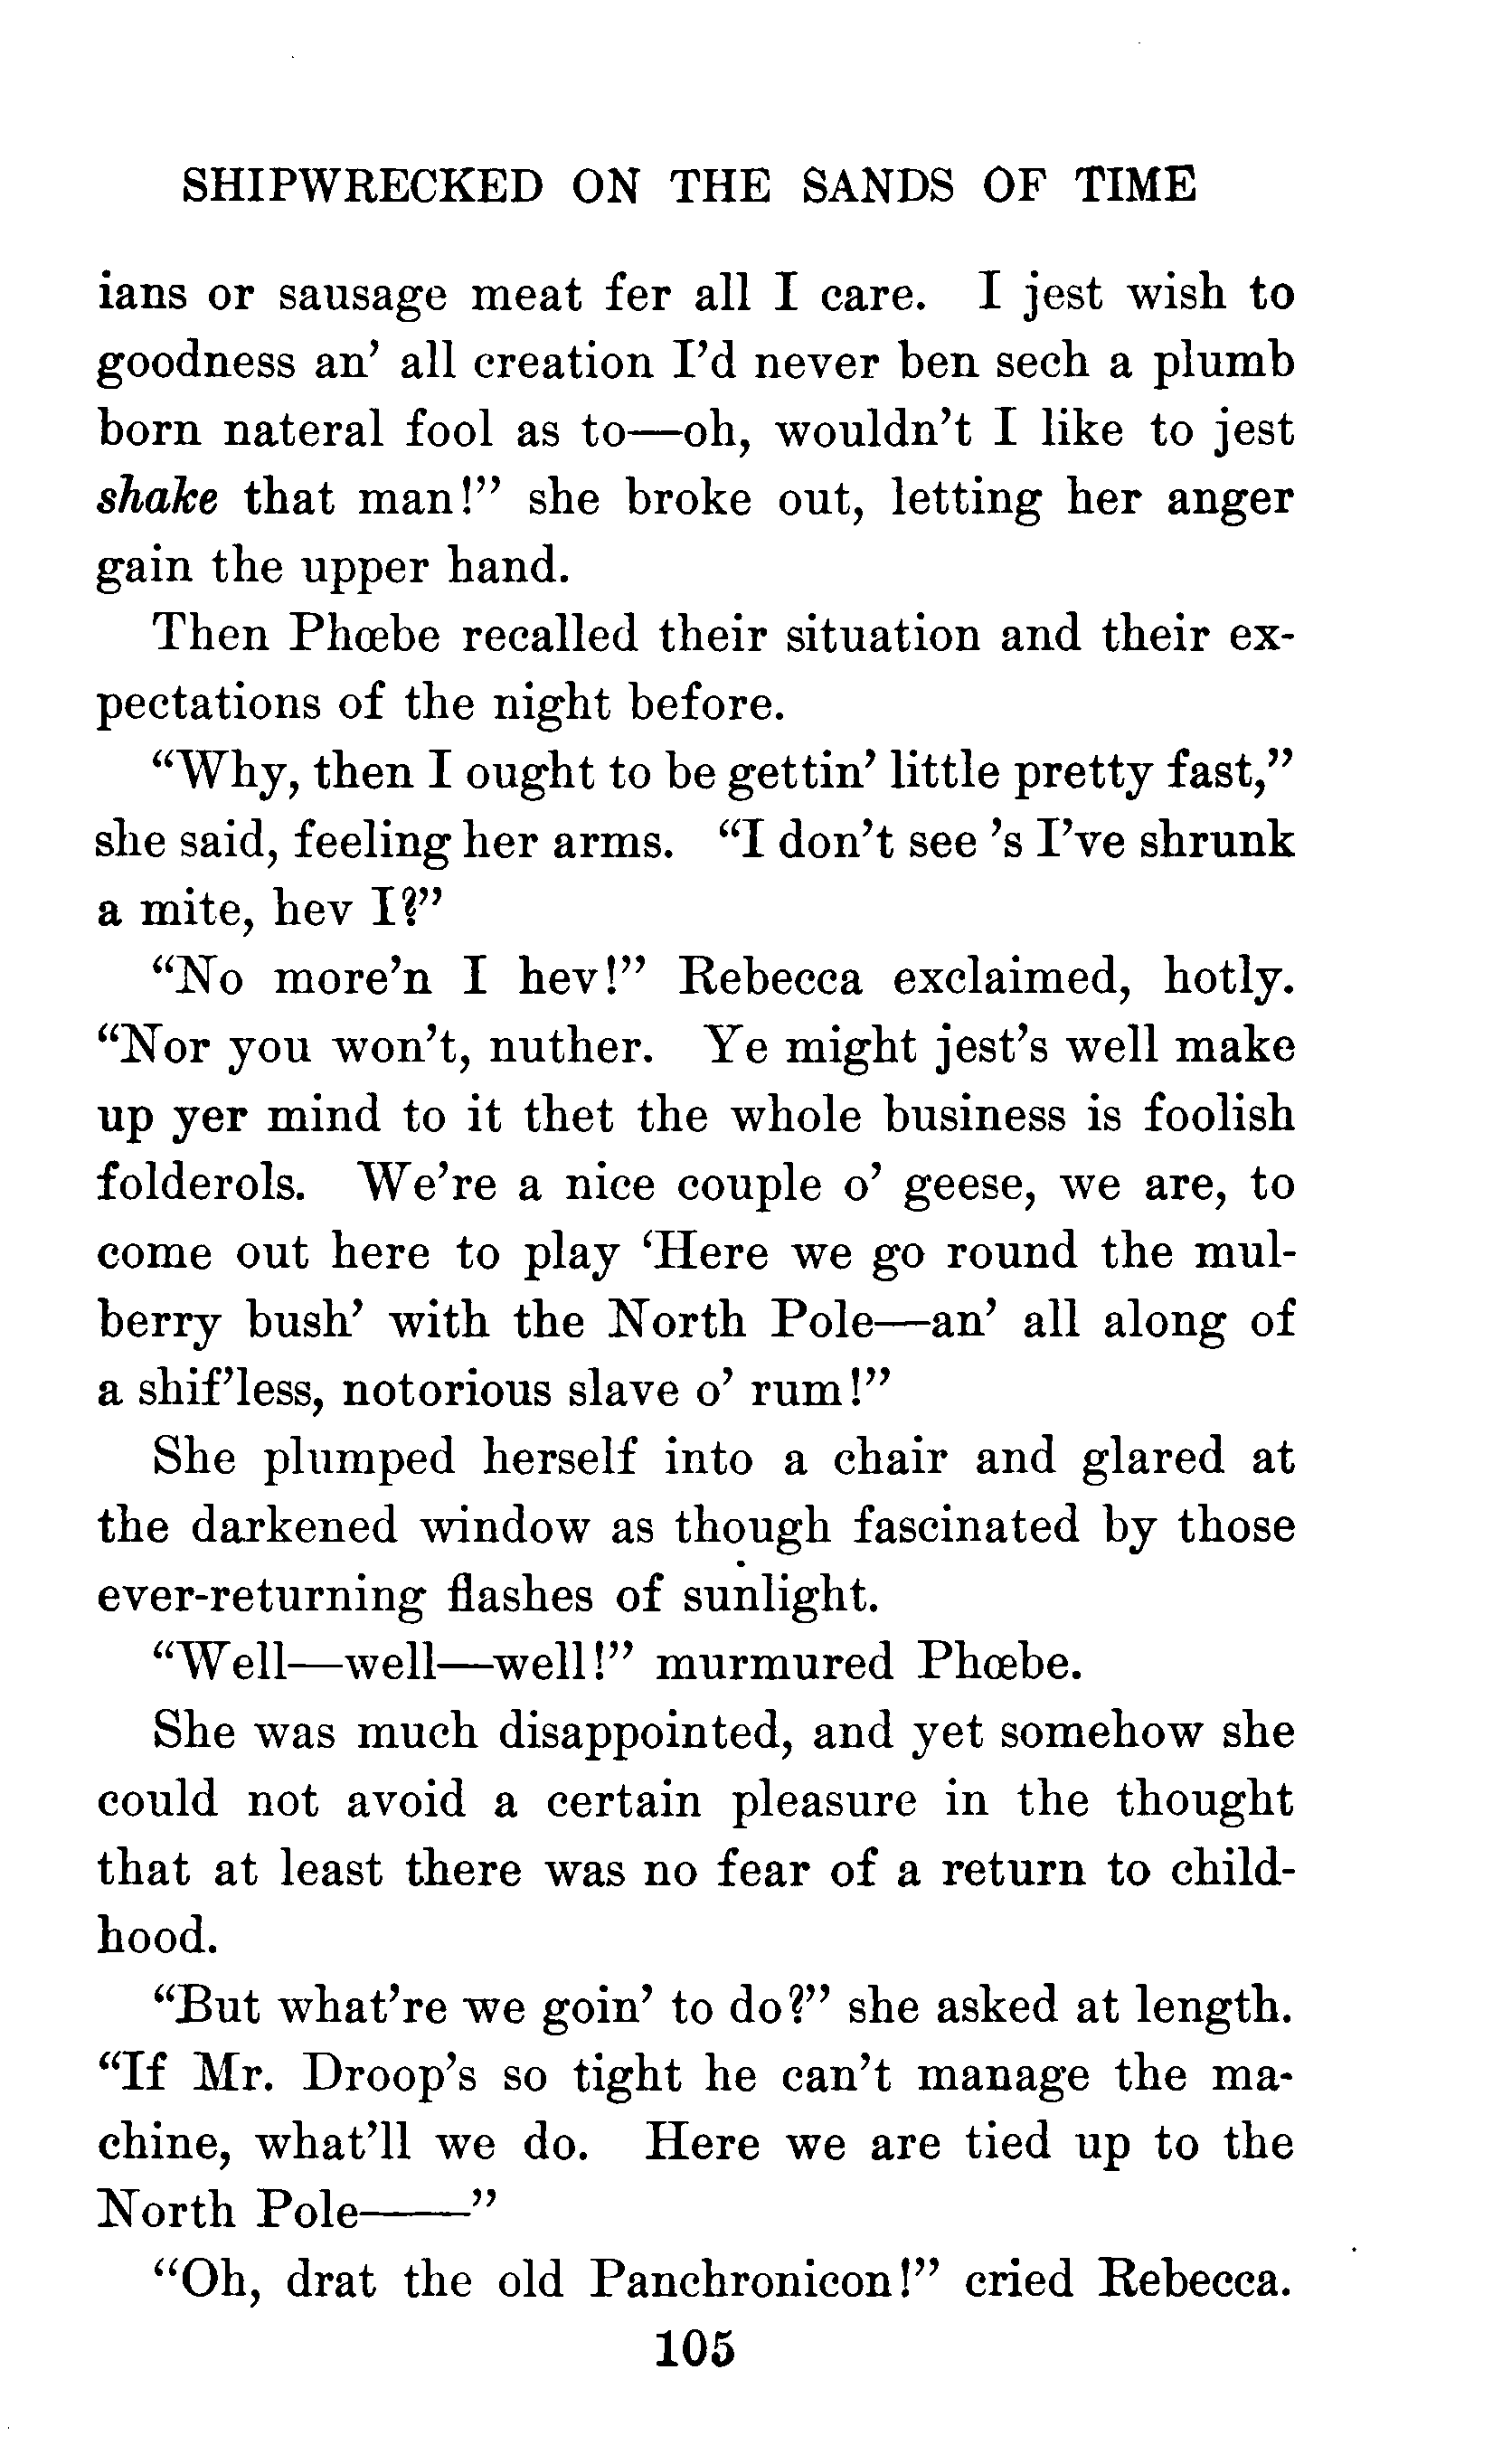 SHIPWRECKED ON THE SANDS OF TIME
ians or sausage meat fer all I care. I jest wish to
goodness an’ all creation I’d never ben sech a plumb
born nateral fool as to—oh, wouldn’t I like to jest
shake that man!” she broke out, letting her anger
gain the upper hand.
Then Phœbe recalled their situation and their ex-
pectations of the night before.
“Why, then I ought to be gettin’ little pretty fast,”
she said, feeling her arms. “I don’t see ’s I’ve shrunk
a mite, hev I?”
“No more’n I hev!” Rebecca exclaimed, hotly.
“Nor you won’t, nuther. Ye might jest’s well make
up yer mind to it thet the whole business is foolish
folderols. We’re a nice couple o’ geese, we are, to
come out here to play ‘Here we go round the mul-
berry bush’ with the North Pole—an’ all along of
a shif’less, notorious slave o’ rum!”
She plumped herself into a chair and glared at
the darkened window as though fascinated by those
ever-returning flashes of sunlight.
“Well—well—well!” murmured Phœbe.
She was much disappointed, and yet somehow she
could not avoid a certain pleasure in the thought
that at least there was no fear of a return to child-
hood.
“But what’re we goin’ to do?” she asked at length.
“If Mr. Droop’s so tight he can’t manage the ma-
chine, what’ll we do. Here we are tied up to the
North Pole——”
“Oh, drat the old Panchronicon!” cried Rebecca.
105